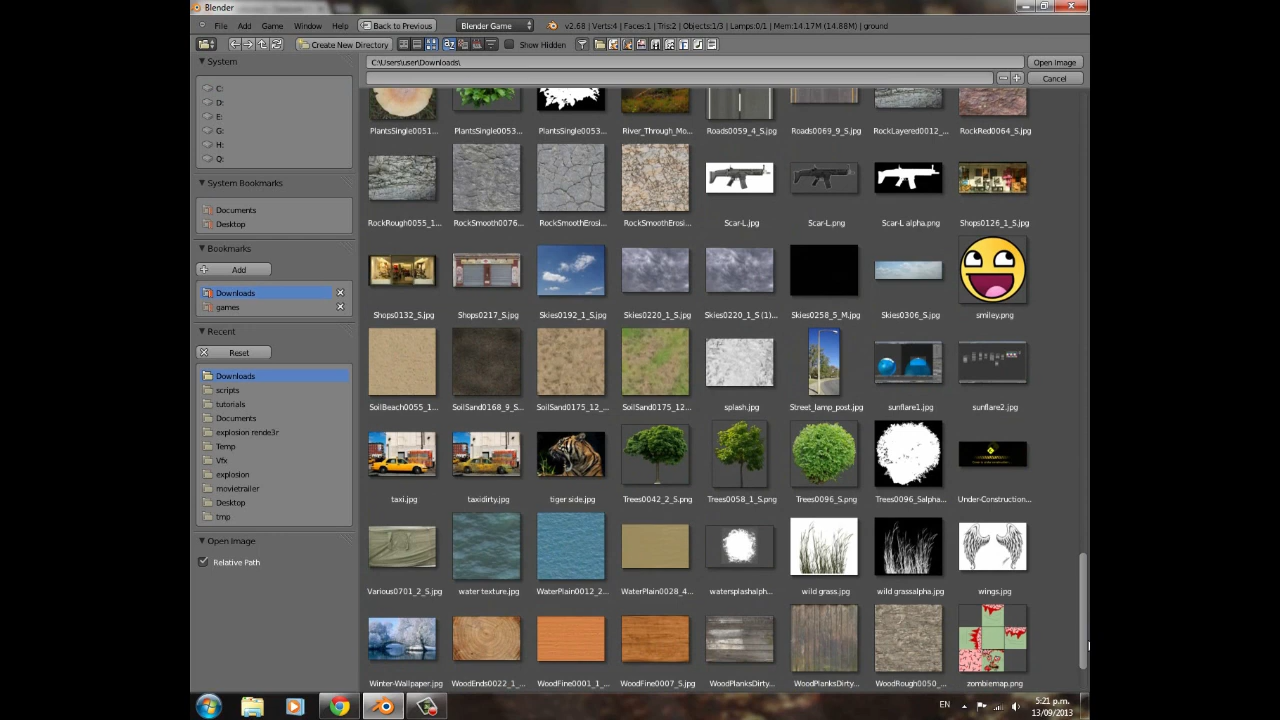 Blender
File Add Game Window Help Back to Previous Blender Game v2.68 | Verts:4 | Faces:1 | Tris:2 | Objects:1/3 | Lamps:0/1 | Mem:14.17M (14.88M) | ground
Create New Directory Show Hidden
System
C:
D:
E:
G:
H:
Q:
System Bookmarks
Documents
Desktop
Bookmarks
Add
Downloads
games
Recent
Reset
Downloads
scripts
tutorials
Documents
explosion rende3r
Temp
Vfx
explosion
movietrailer
Desktop
tmp
Open Image
Relative Path
C:\Users\user\Downloads\ Open Image
Cancel
PlantsSingle0051... PlantsSingle0053... PlantsSingle0053... River_Through_Mo... Roads0059_4_S.jpg Roads0069_9_S.jpg RockLayered0012_... RockRed0064_S.jpg
RockRough0055_1... RockSmooth0076... RockSmoothErosi... RockSmoothErosi... Scar-L.jpg Scar-L.png Scar-L alpha.png Shops0126_1_S.jpg
Shops0132_S.jpg Shops0217_S.jpg Skies0192_1_S.jpg Skies0220_1_S.jpg Skies0220_1_S (1)... Skies0258_5_M.jpg Skies0306_S.jpg smiley.png
SoilBeach0055_1... SoilSand0168_9_S... SoilSand0175_12_... SoilSand0175_12... splash.jpg Street_lamp_post.jpg sunflare1.jpg sunflare2.jpg
taxi.jpg taxidirty.jpg tiger side.jpg Trees0042_2_S.png Trees0058_1_S.png Trees0096_S.png Trees0096_Salpha... Under-Construction...
Various0701_2_S.jpg water texture.jpg WaterPlain0012_2... WaterPlain0028_4... watersplashalph... wild grass.jpg wild grassalpha.jpg wings.jpg
Winter-Wallpaper.jpg WoodEnds0022_1_... WoodFine0001_1_... WoodFine0007_S.jpg WoodPlanksDirty... WoodPlanksDirty... WoodRough0050_... zombiemap.png
EN 5:21 p.m.
13/09/2013